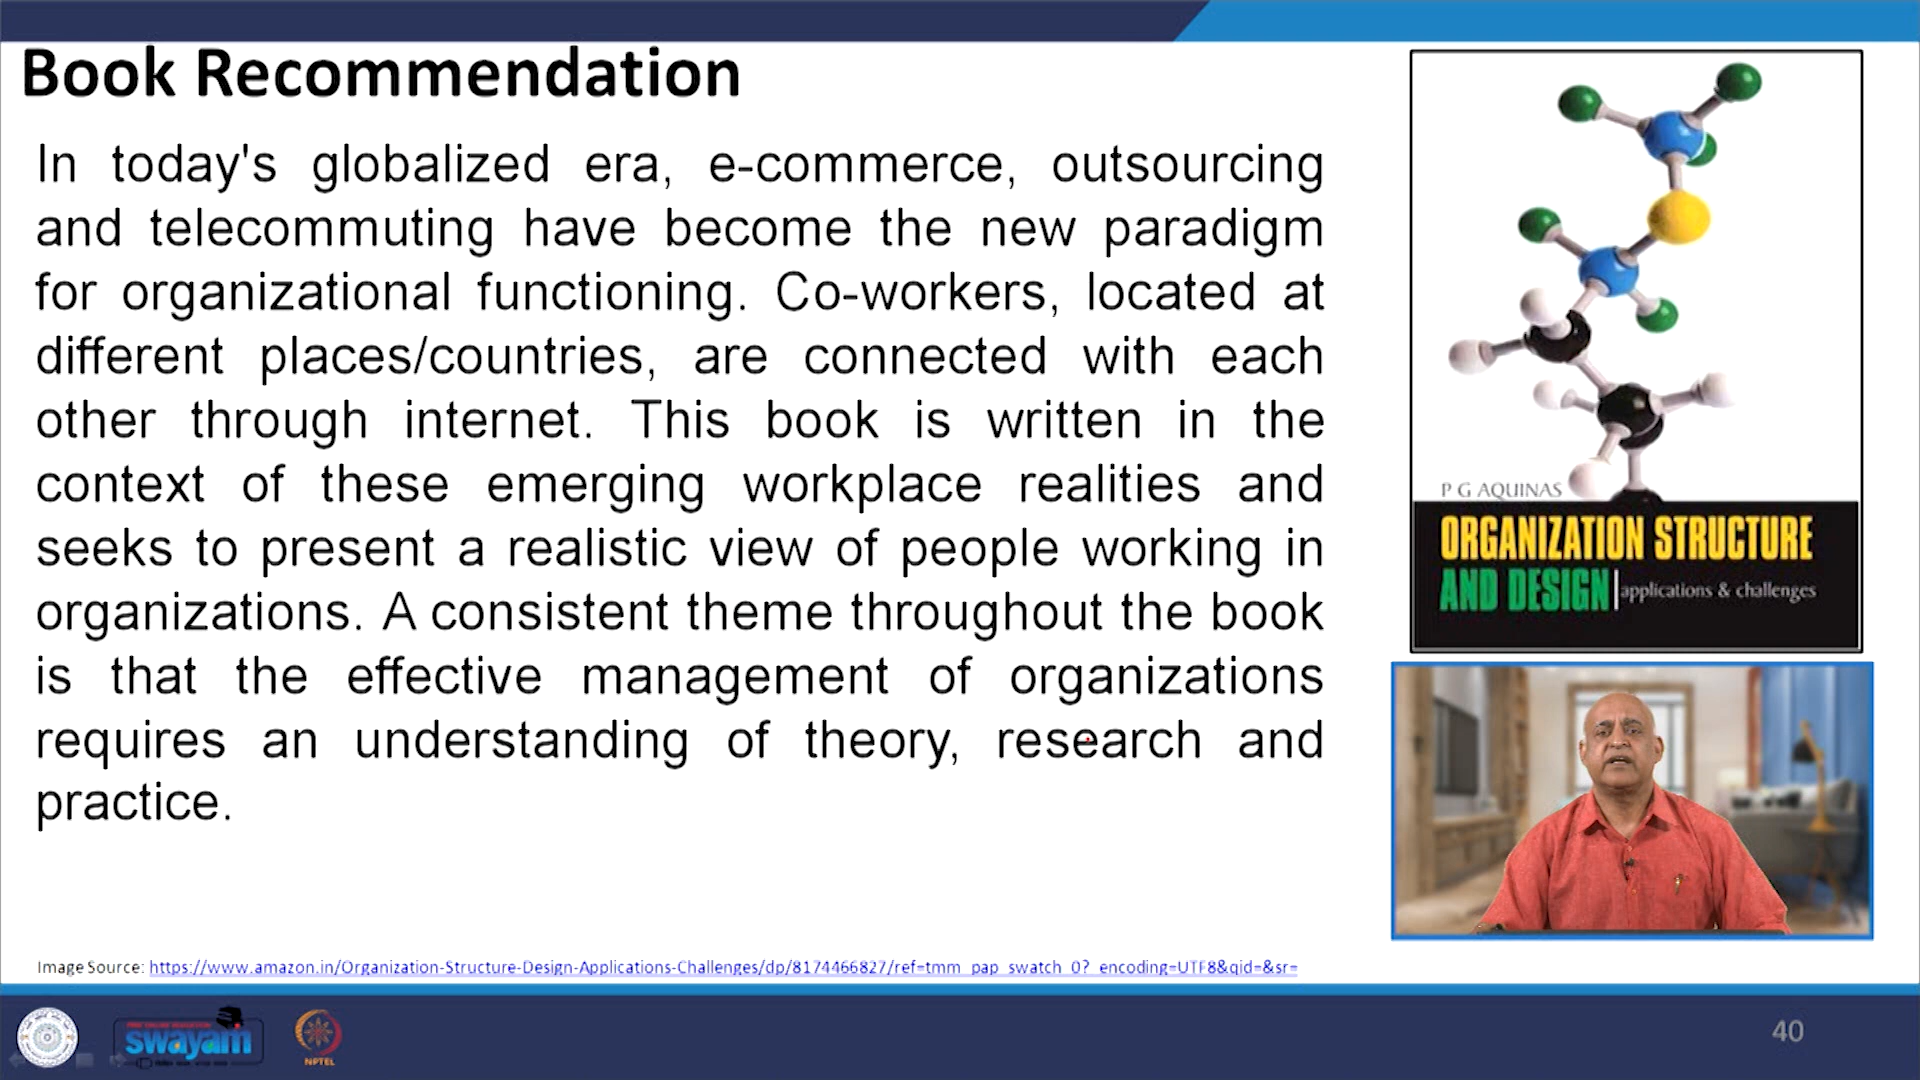 Book Recommendation
In today's globalized era, e-commerce, outsourcing
and telecommuting have become the new paradigm
for organizational functioning. Co-workers, located at
different places/countries, are connected with each
other through internet. This book is written in the
context of these emerging workplace realities and
seeks to present a realistic view of people working in
organizations. A consistent theme throughout the book
is that the effective management of organizations
requires an understanding of theory, research and
practice.
P G AQUINAS
ORGANIZATION STRUCTURE
AND DESIGN applications & challenges
Image Source: https://www.amazon.in/Organization-Structure-Design-Applications-Challenges/dp/8174466827/ref=tmm_pap_swatch_0?_encoding=UTF8&qid=&sr=
swayam
NPTEL
40